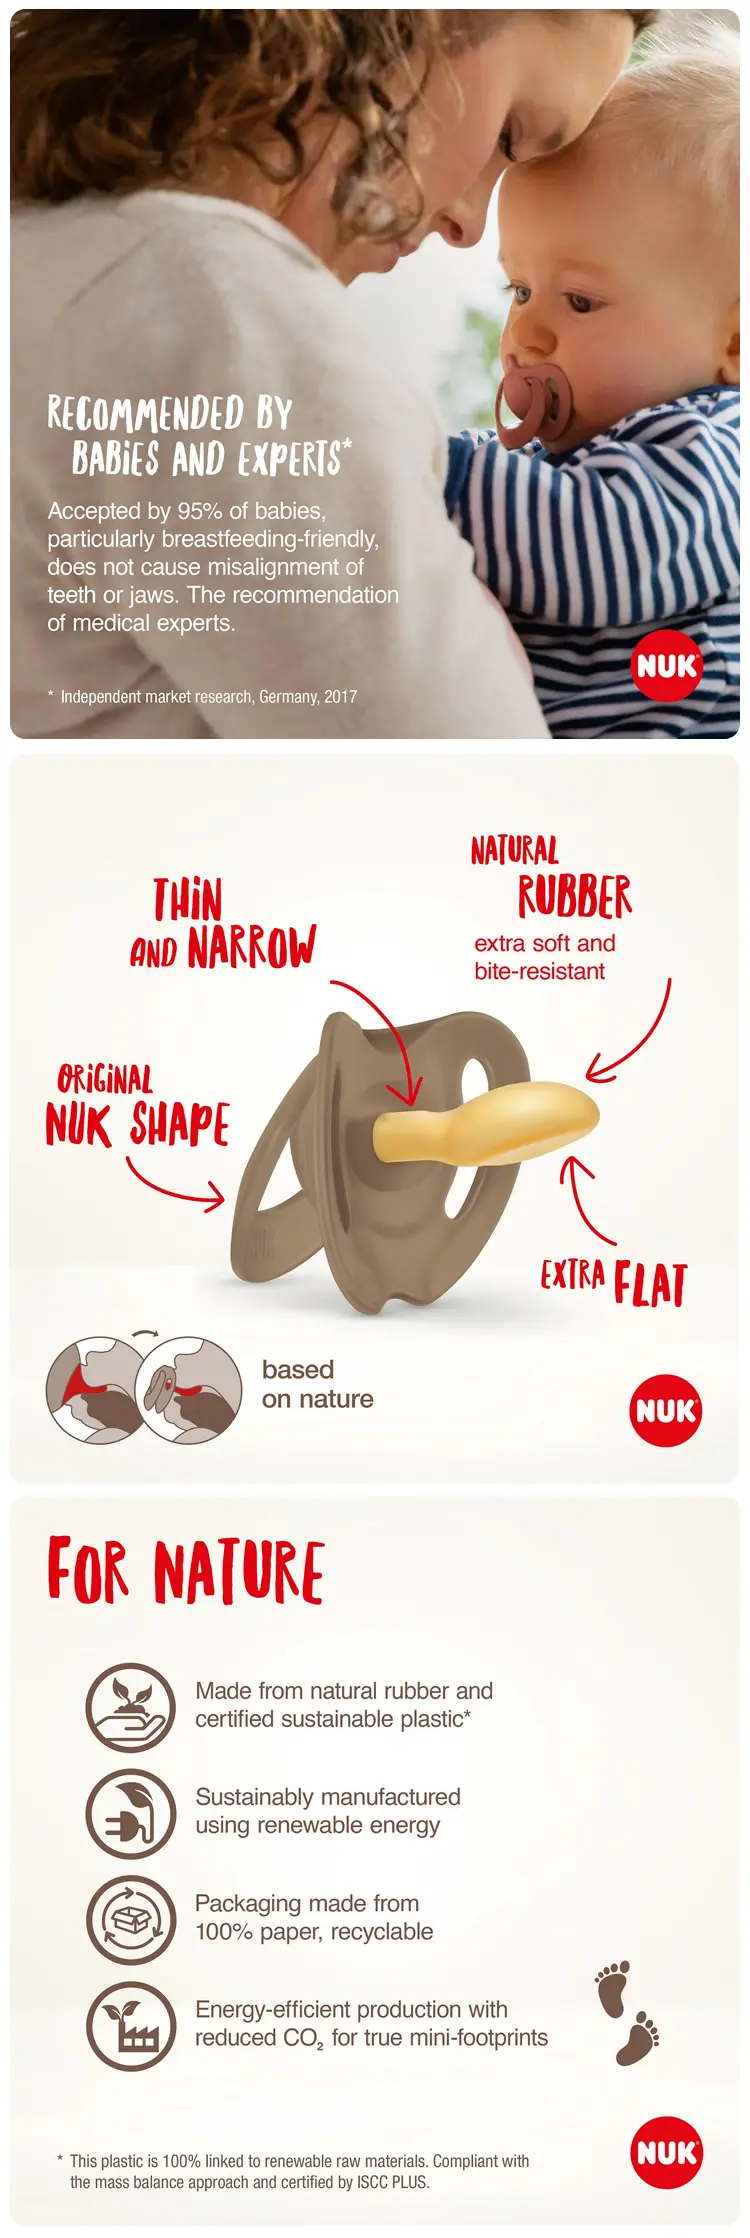 RECOMMENDED BY
BABIES AND EXPERTS*
Accepted by 95% of babies,
particularly breastfeeding-friendly,
does not cause misalignment of
teeth or jaws. The recommendation
of medical experts.
* Independent market research, Germany, 2017
NUK
THIN
AND NARROW
NATURAL
RUBBER
extra soft and
bite-resistant
ORIGINAL
NUK SHAPE
EXTRA FLAT
based
on nature
NUK
FOR NATURE
Made from natural rubber and
certified sustainable plastic*
Sustainably manufactured
using renewable energy
Packaging made from
100% paper, recyclable
Energy-efficient production with
reduced CO₂ for true mini-footprints
* This plastic is 100% linked to renewable raw materials. Compliant with
the mass balance approach and certified by ISCC PLUS.
NUK